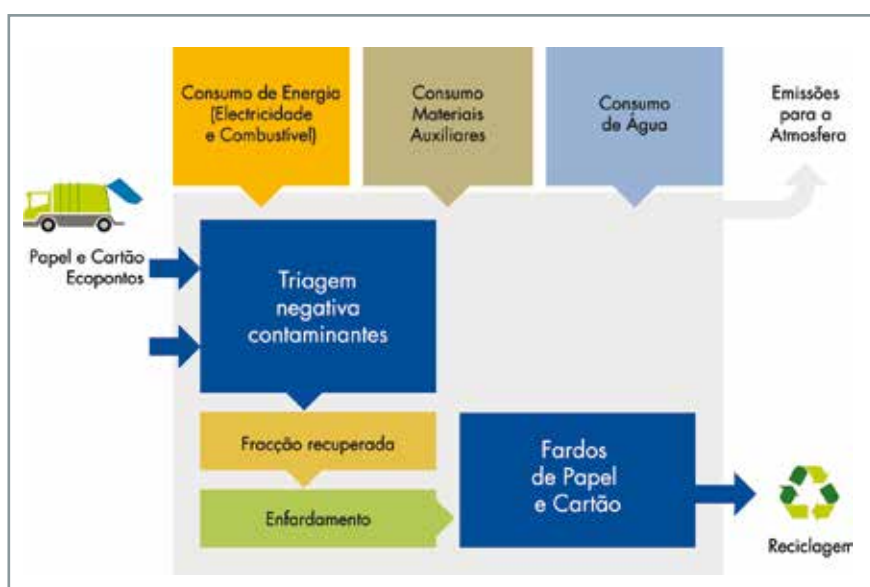 Consumo de Energia
(Electricidade
e Combustível)
Consumo
Materiais
Auxiliares
Consumo
de Água
Emissões
para a
Atmosfera
Papel e Cartão
Ecopontos
Triagem
negativa
contaminantes
Fracção recuperada
Enfardamento
Fardos
de Papel
e Cartão
Reciclagem